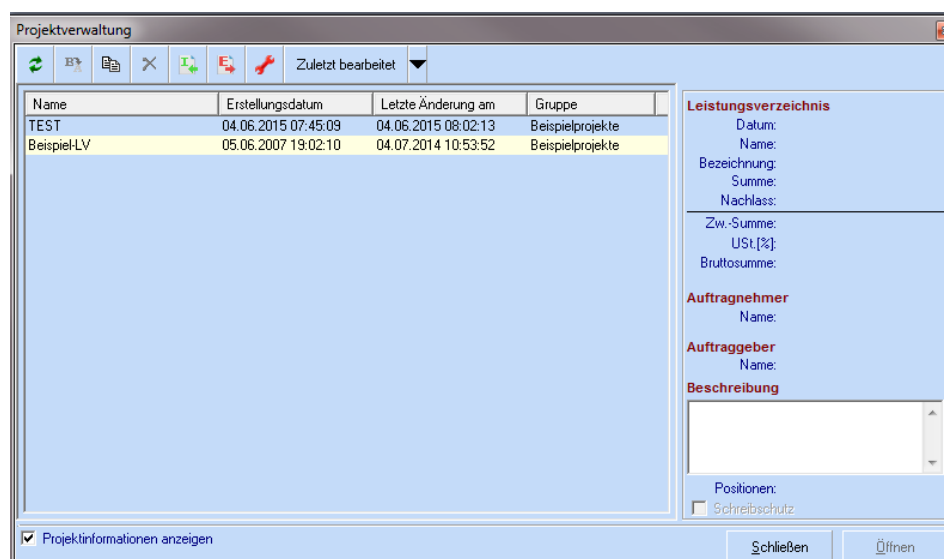 Projektverwaltung
Zuletzt bearbeitet
Name Erstellungsdatum Letzte Änderung am Gruppe
TEST 04.06.2015 07:45:09 04.06.2015 08:02:13 Beispielprojekte
Beispiel-LV 05.06.2007 19:02:10 04.07.2014 10:53:52 Beispielprojekte
Leistungsverzeichnis
Datum:
Name:
Bezeichnung:
Summe:
Nachlass:
Zw.-Summe:
USt.[%]:
Bruttosumme:
Auftragnehmer
Name:
Auftraggeber
Name:
Beschreibung
Positionen:
Schreibschutz
Projektinformationen anzeigen
Schließen Öffnen